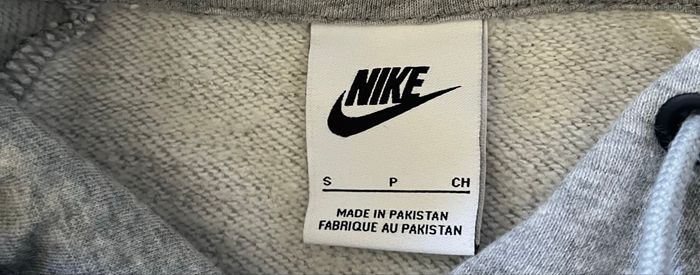 NIKE
S P CH
MADE IN PAKISTAN
FABRIQUE AU PAKISTAN